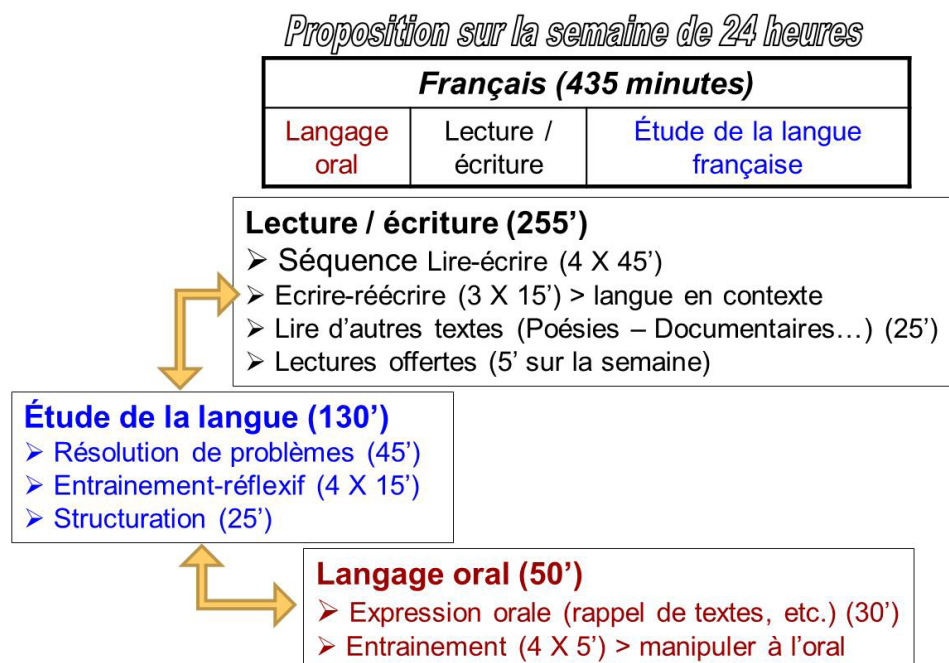 Proposition sur la semaine de 24 heures
Français (435 minutes)
Langage oral
Lecture / écriture
Étude de la langue française
Lecture / écriture (255’)
➢ Séquence Lire-écrire (4 X 45’)
➢ Ecrire-réécrire (3 X 15’) > langue en contexte
➢ Lire d’autres textes (Poésies – Documentaires…) (25’)
➢ Lectures offertes (5’ sur la semaine)
Étude de la langue (130’)
➢ Résolution de problèmes (45’)
➢ Entrainement-réflexif (4 X 15’)
➢ Structuration (25’)
Langage oral (50’)
➢ Expression orale (rappel de textes, etc.) (30’)
➢ Entrainement (4 X 5’) > manipuler à l’oral